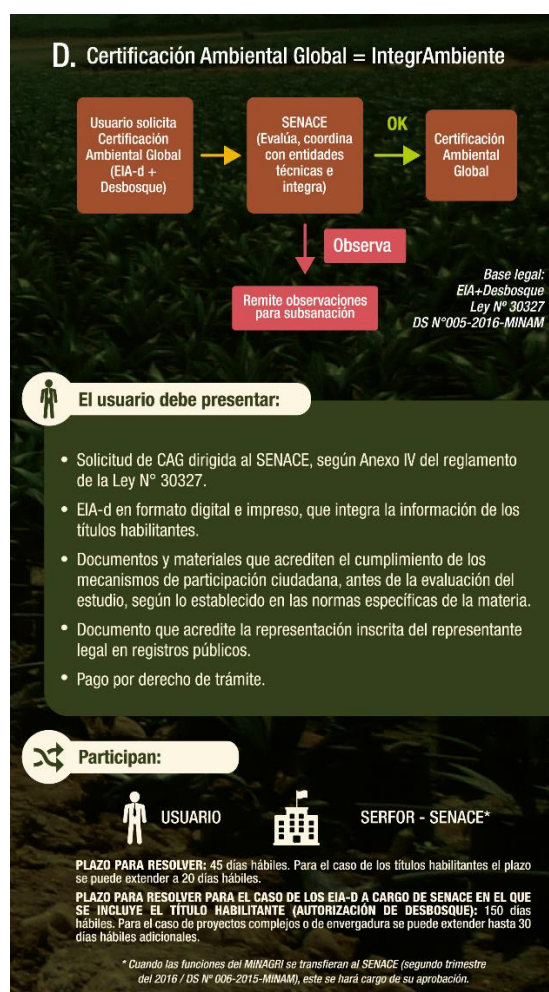 D. Certificación Ambiental Global = IntegrAmbiente
Usuario solicita
Certificación
Ambiental Global
(EIA-d +
Desbosque)
SENACE
(Evalúa, coordina
con entidades
técnicas e
integra)
OK
Certificación
Ambiental
Global
Observa
Remite observaciones
para subsanación
Base legal:
EIA+Desbosque
Ley Nº 30327
DS N°005-2016-MINAM
El usuario debe presentar:
• Solicitud de CAG dirigida al SENACE, según Anexo IV del reglamento
de la Ley N° 30327.
• EIA-d en formato digital e impreso, que integra la información de los
títulos habilitantes.
• Documentos y materiales que acrediten el cumplimiento de los
mecanismos de participación ciudadana, antes de la evaluación del
estudio, según lo establecido en las normas específicas de la materia.
• Documento que acredite la representación inscrita del representante
legal en registros públicos.
• Pago por derecho de trámite.
Participan:
USUARIO
SERFOR - SENACE*
PLAZO PARA RESOLVER: 45 días hábiles. Para el caso de los títulos habilitantes el plazo
se puede extender a 20 días hábiles.
PLAZO PARA RESOLVER PARA EL CASO DE LOS EIA-D A CARGO DE SENACE EN EL QUE
SE INCLUYE EL TÍTULO HABILITANTE (AUTORIZACIÓN DE DESBOSQUE): 150 días
hábiles. Para el caso de proyectos complejos o de envergadura se puede extender hasta 30
días hábiles adicionales.
* Cuando las funciones del MINAGRI se transfieran al SENACE (segundo trimestre
del 2016 / DS Nº 006-2015-MINAM), este se hará cargo de su aprobación.